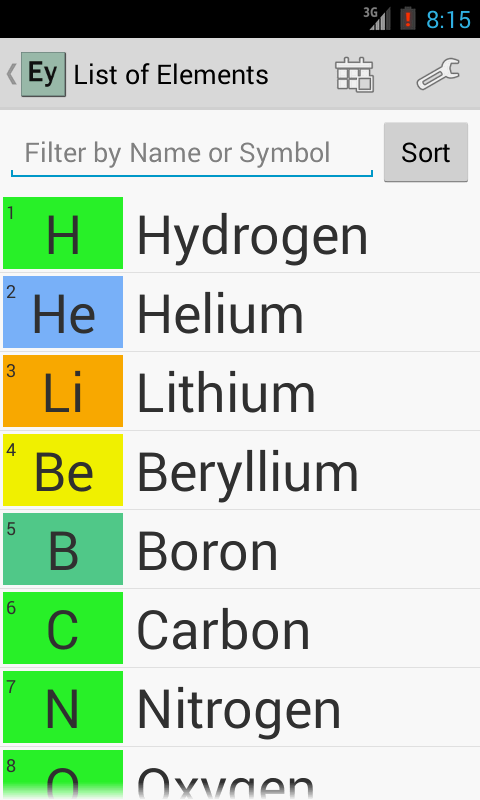 3G 8:15
Ey List of Elements
Filter by Name or Symbol Sort
1 H Hydrogen
2 He Helium
3 Li Lithium
4 Be Beryllium
5 B Boron
6 C Carbon
7 N Nitrogen
8 O Oxygen